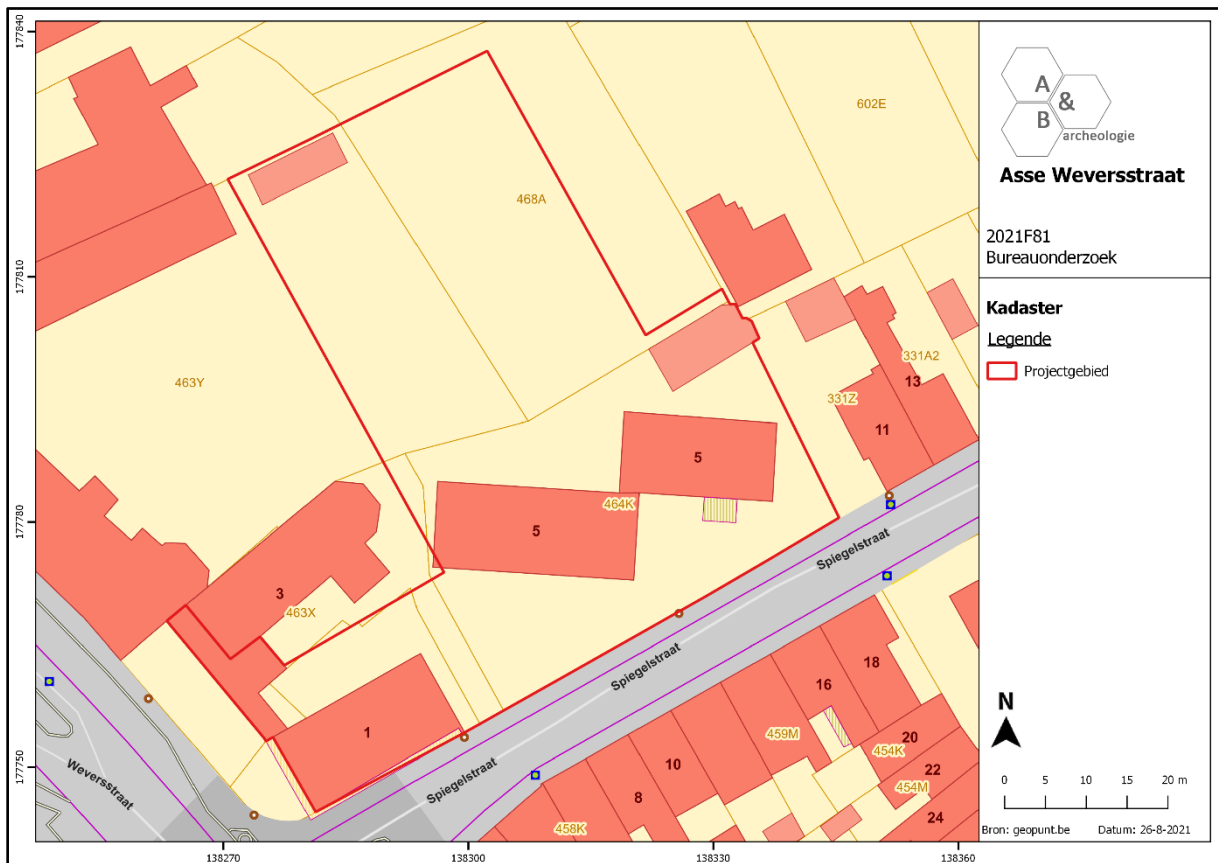 177840
177810
177780
177750
602E
468A
463Y
331A2
13
331Z
11
5
464K
5
3
463X
1
Spiegelstraat
Spiegelstraat
Spiegelstraat
Weversstraat
18
16
459M
10
8
458K
20
454K
22
454M
24
138270
138300
138330
138360
A
&
B
archeologie
Asse Weversstraat
2021F81
Bureauonderzoek
Kadaster
Legende
Projectgebied
N
0 5 10 15 20 m
Bron: geopunt.be Datum: 26-8-2021